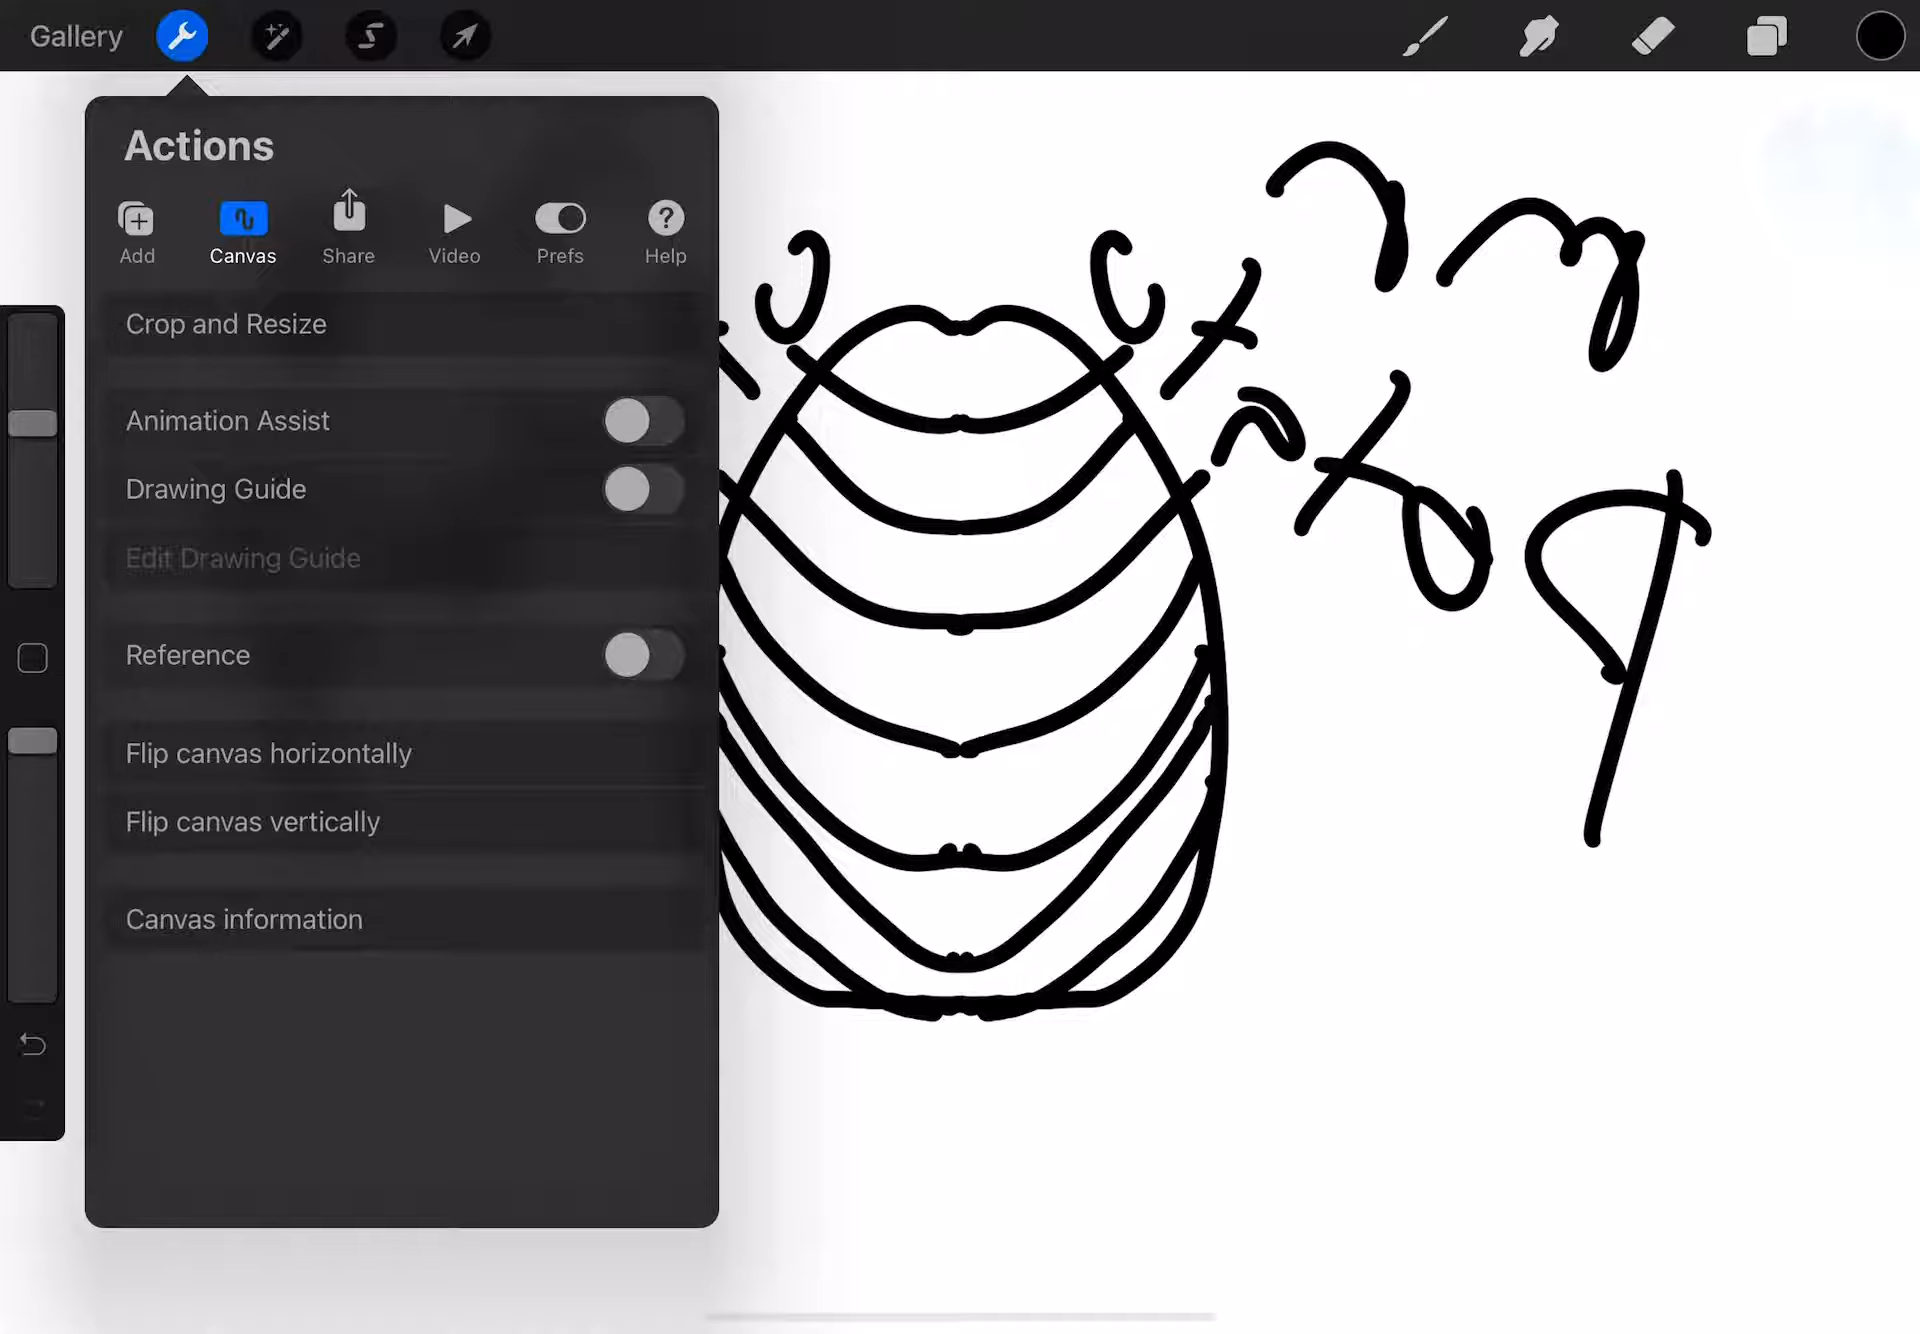 Gallery
Actions
Add Canvas Share Video Prefs Help
Crop and Resize
Animation Assist
Drawing Guide
Edit Drawing Guide
Reference
Flip canvas horizontally
Flip canvas vertically
Canvas information